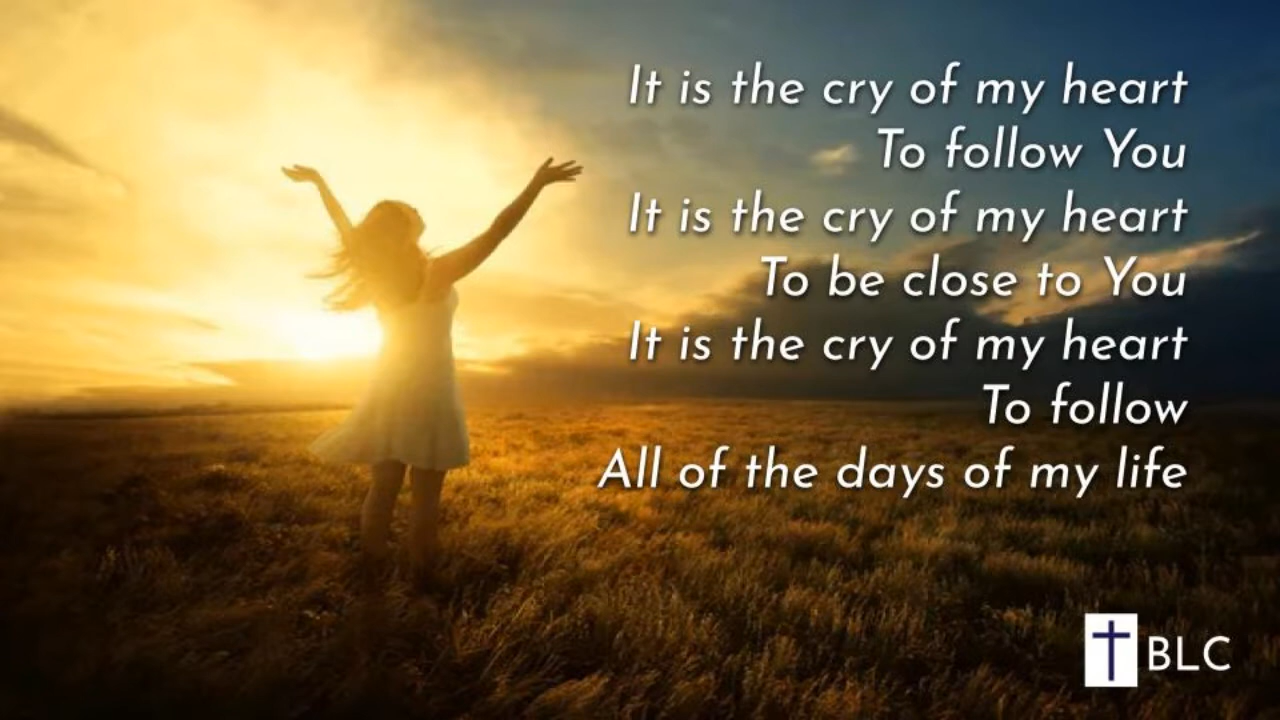 It is the cry of my heart
To follow You
It is the cry of my heart
To be close to You
It is the cry of my heart
To follow
All of the days of my life
BLC